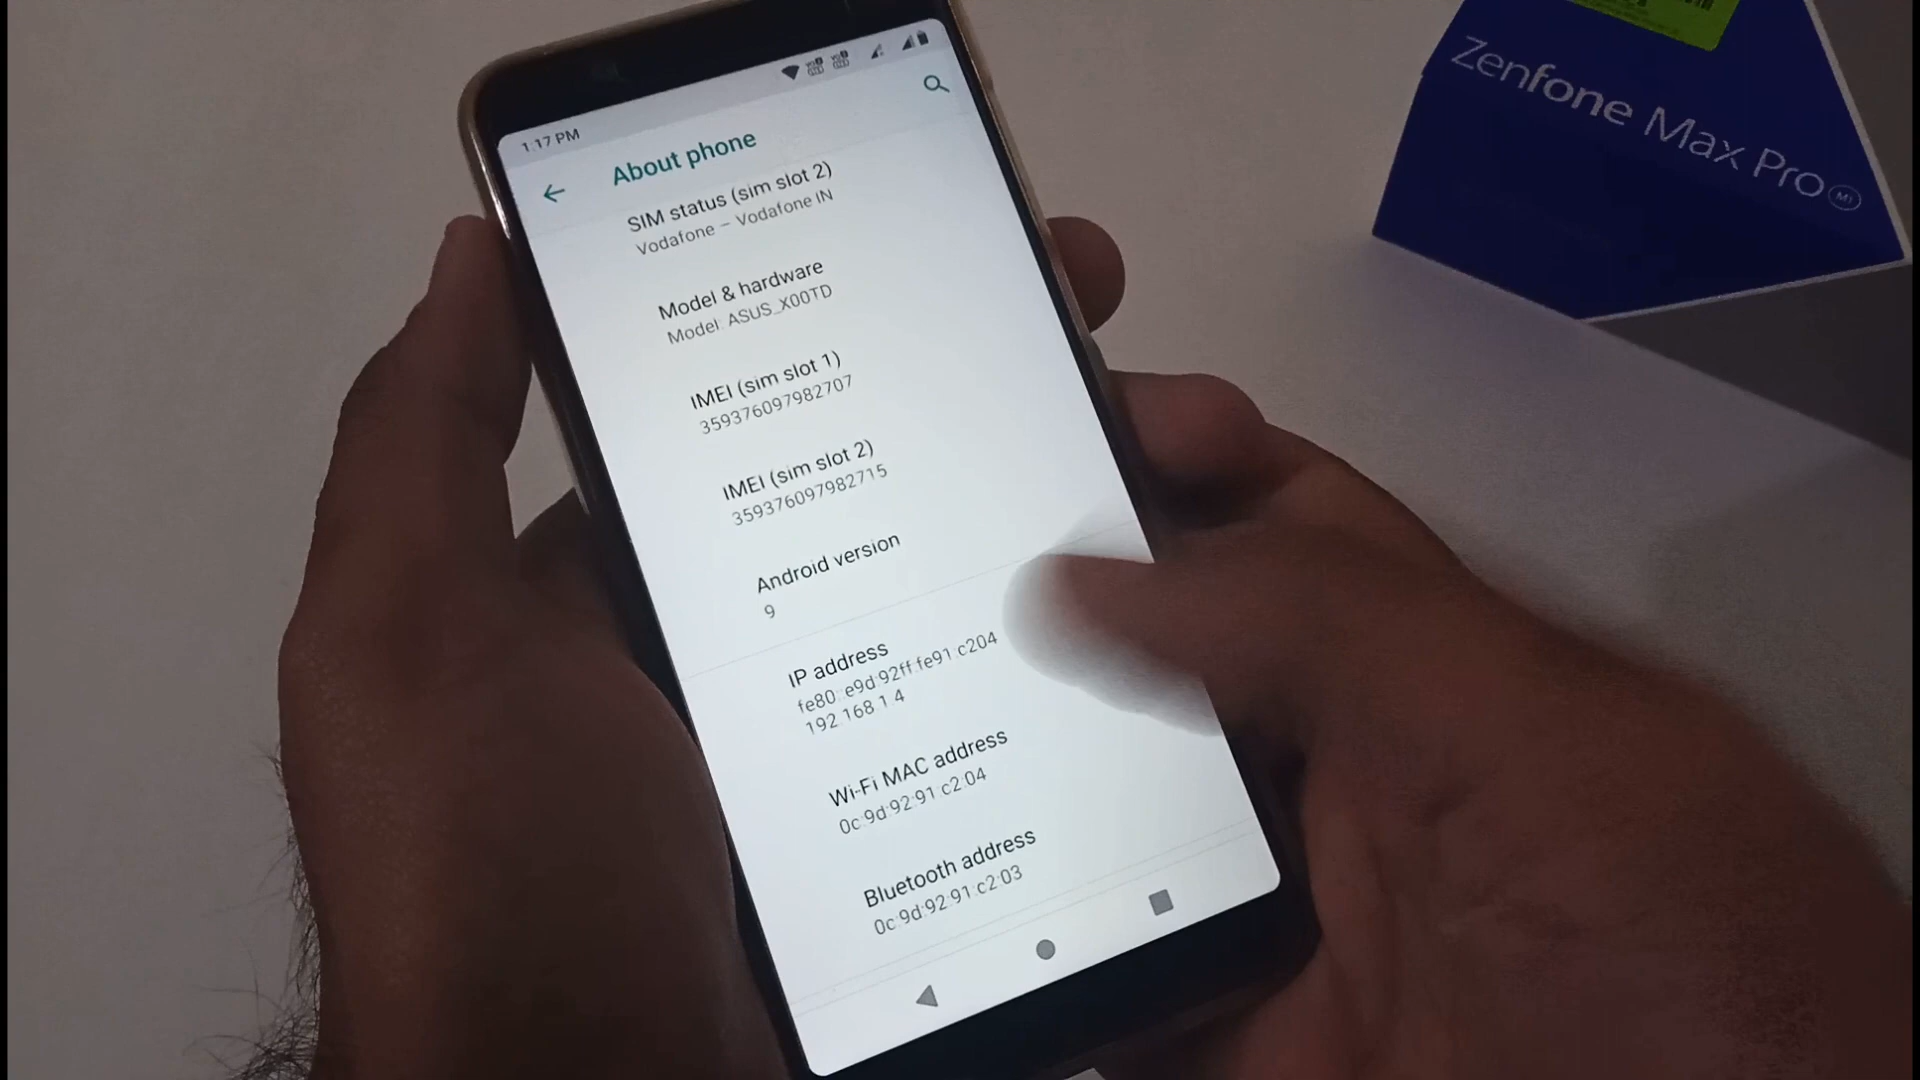 1:17 PM
About phone
SIM status (sim slot 2)
Vodafone – Vodafone IN
Model & hardware
Model: ASUS_X00TD
IMEI (sim slot 1)
359376097982707
IMEI (sim slot 2)
359376097982715
Android version
9
IP address
fe80::e9d:92ff:fe91:c204
192.168.1.4
Wi-Fi MAC address
0c:9d:92:91:c2:04
Bluetooth address
0c:9d:92:91:c2:03
Zenfone Max Pro M1